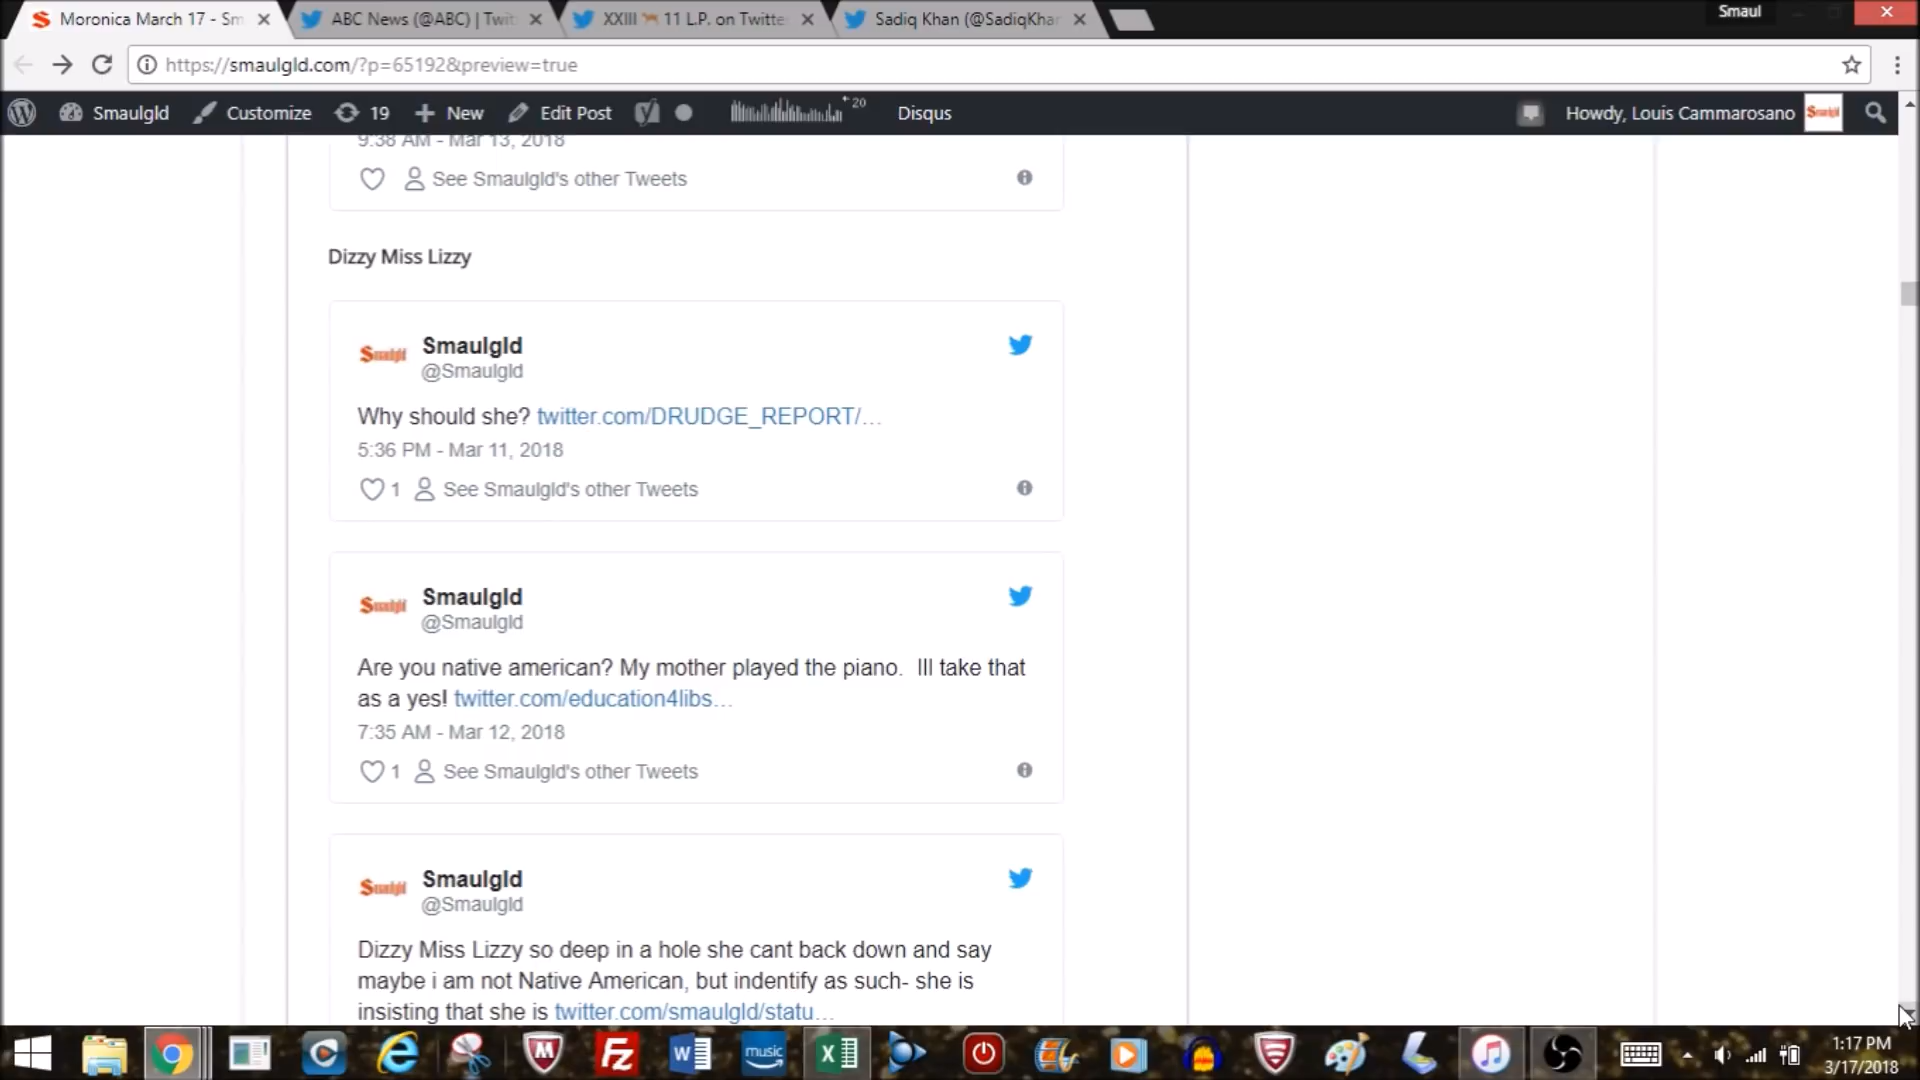 Moronica March 17 - Sm
ABC News (@ABC) | Twit
XXIII 11 L.P. on Twitte
Sadiq Khan (@SadiqKhan
Smaul
https://smaulgld.com/?p=65192&preview=true
Smaulgld
Customize
19
New
Edit Post
20
Disqus
Howdy, Louis Cammarosano
Smaulgld
9:38 AM - Mar 13, 2018
See Smaulgld's other Tweets
Dizzy Miss Lizzy
Smaulgld
Smaulgld
@Smaulgld
Why should she? twitter.com/DRUDGE_REPORT/…
5:36 PM - Mar 11, 2018
1 See Smaulgld's other Tweets
Smaulgld
Smaulgld
@Smaulgld
Are you native american? My mother played the piano.  Ill take that
as a yes! twitter.com/education4libs…
7:35 AM - Mar 12, 2018
1 See Smaulgld's other Tweets
Smaulgld
Smaulgld
@Smaulgld
Dizzy Miss Lizzy so deep in a hole she cant back down and say
maybe i am not Native American, but indentify as such- she is
insisting that she is twitter.com/smaulgld/statu…
music
1:17 PM
3/17/2018